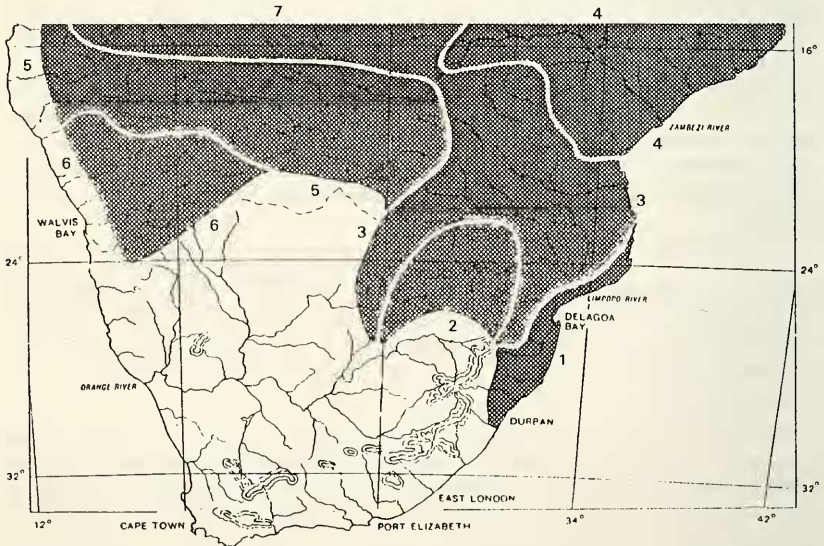 7 4
16°
5
ZAMBEZI RIVER
4
6
5
3
WALVIS
BAY
6
3
24° 24°
LIMPOPO RIVER
DELAGOA
BAY
2
1
ORANGE RIVER
DURPAN
32° 32°
EAST LONDON
12° 34° 42°
CAPE TOWN PORT ELIZABETH